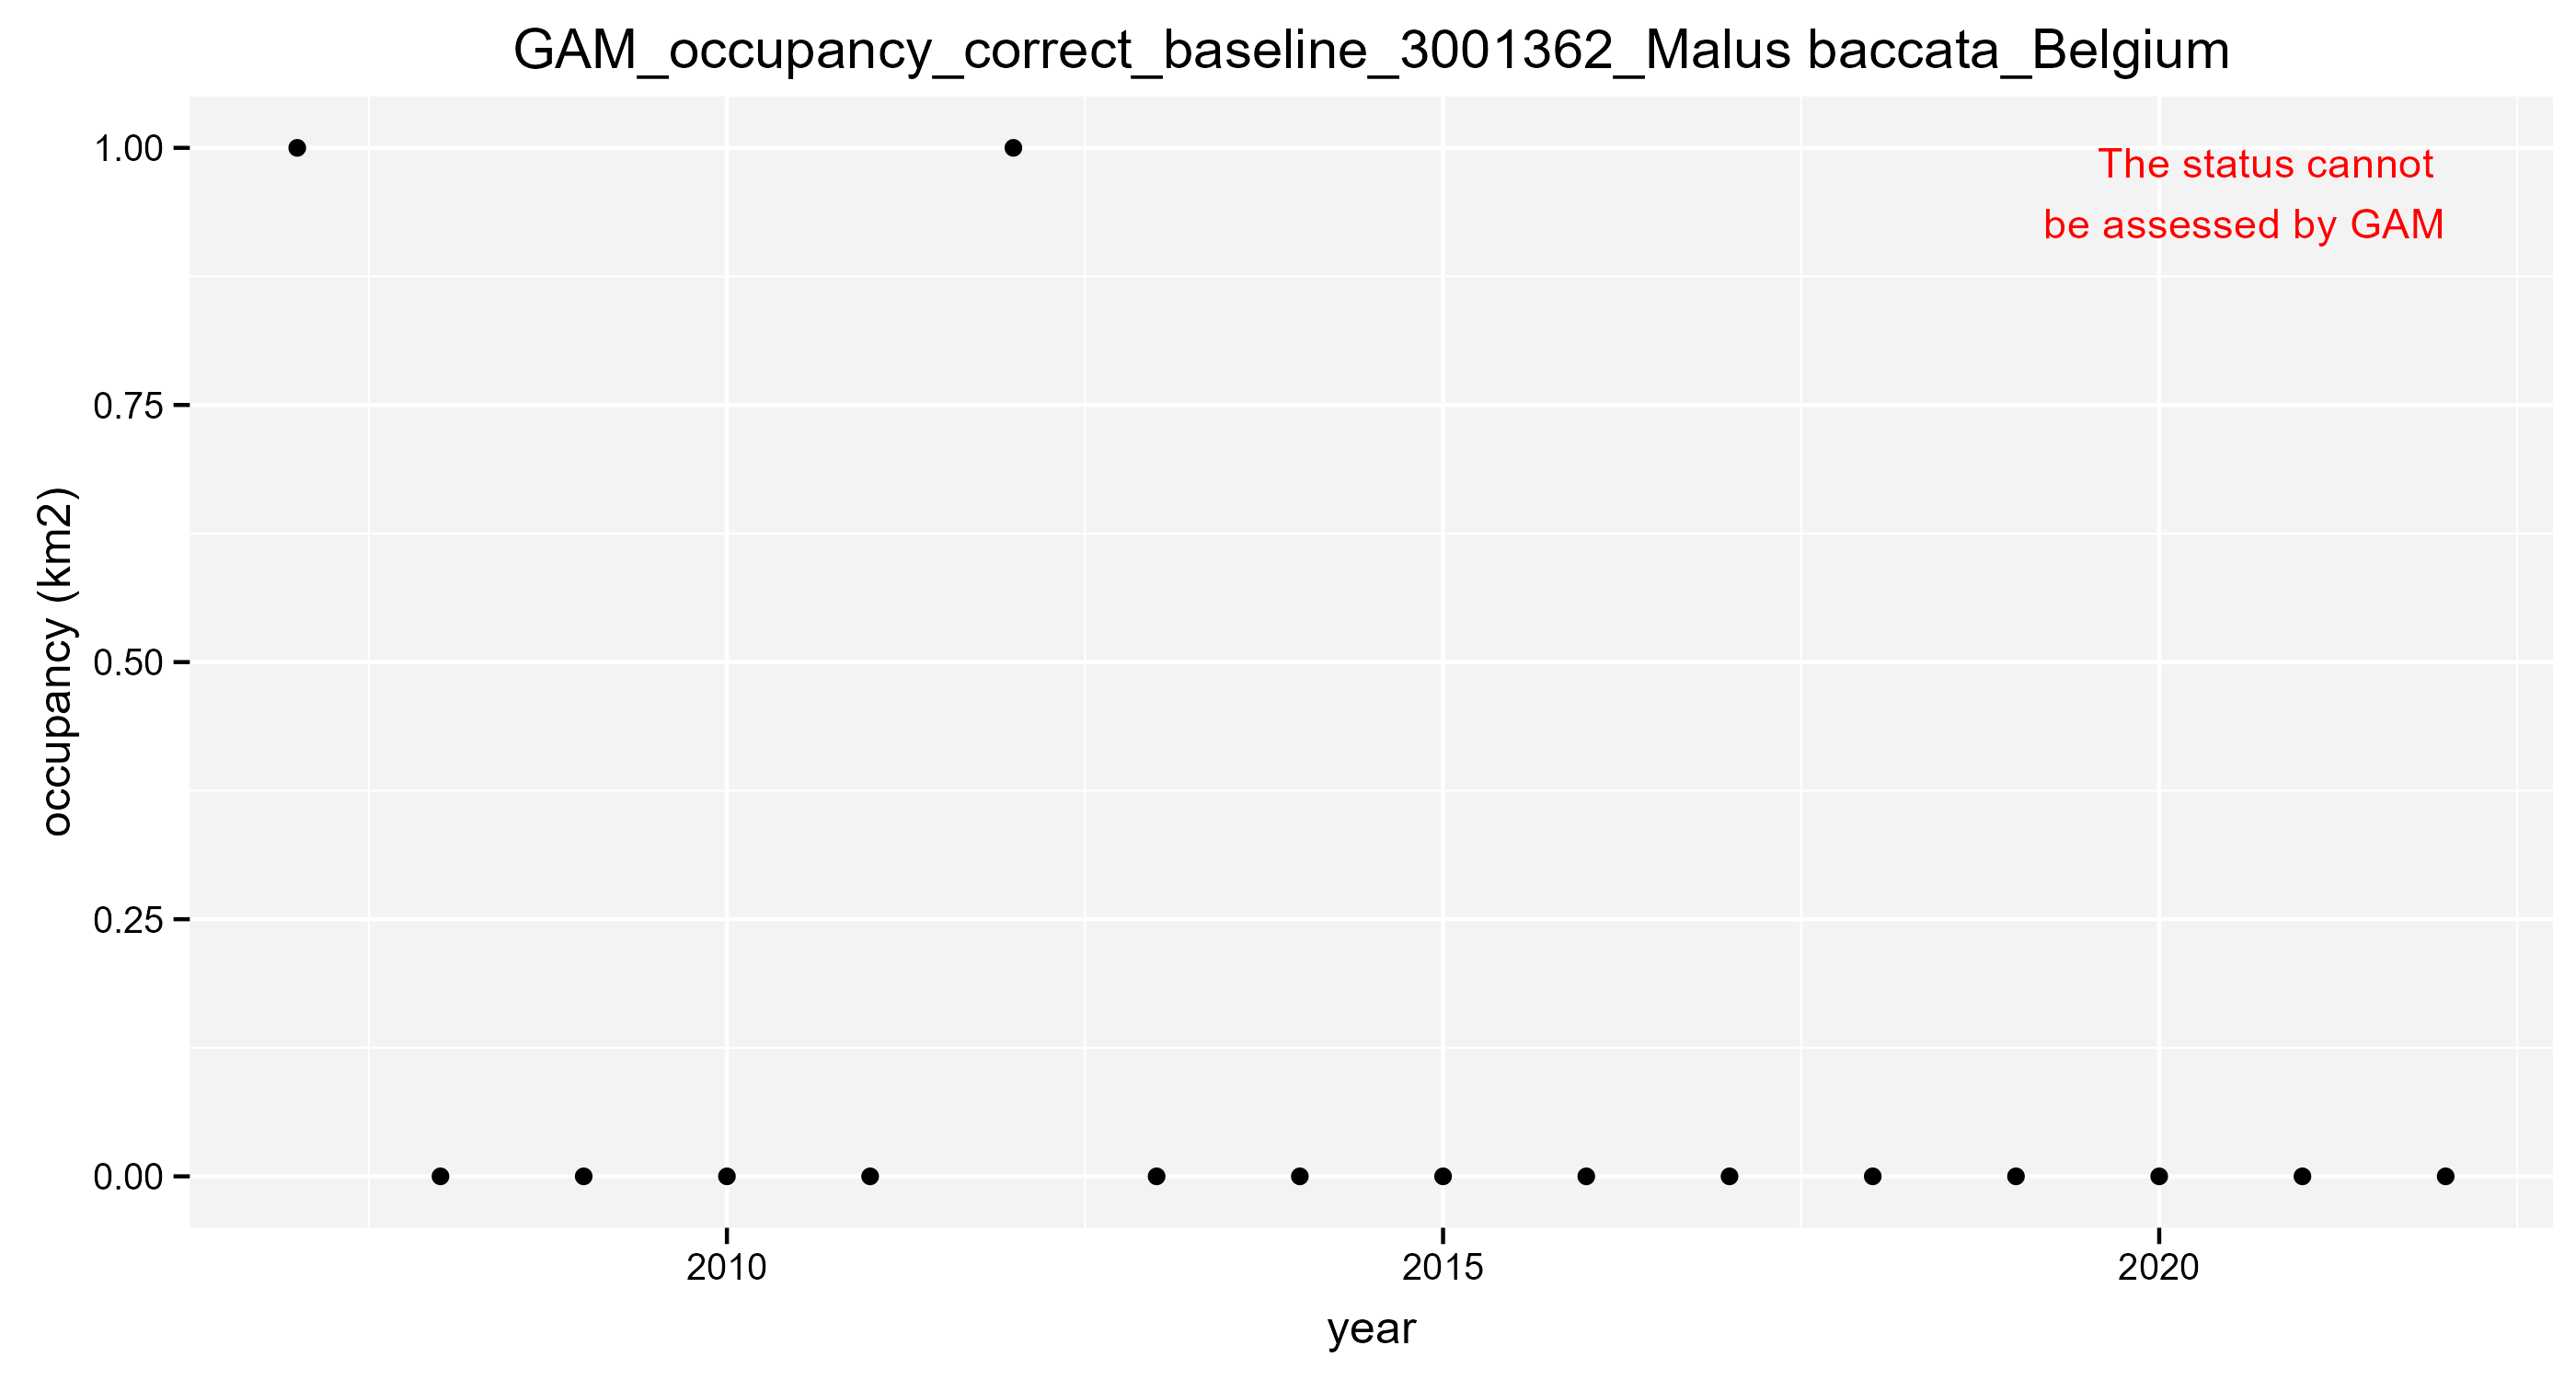 GAM_occupancy_correct_baseline_3001362_Malus baccata_Belgium
The status cannot
be assessed by GAM
occupancy (km2)
1.00
0.75
0.50
0.25
0.00
2010
2015
2020
year